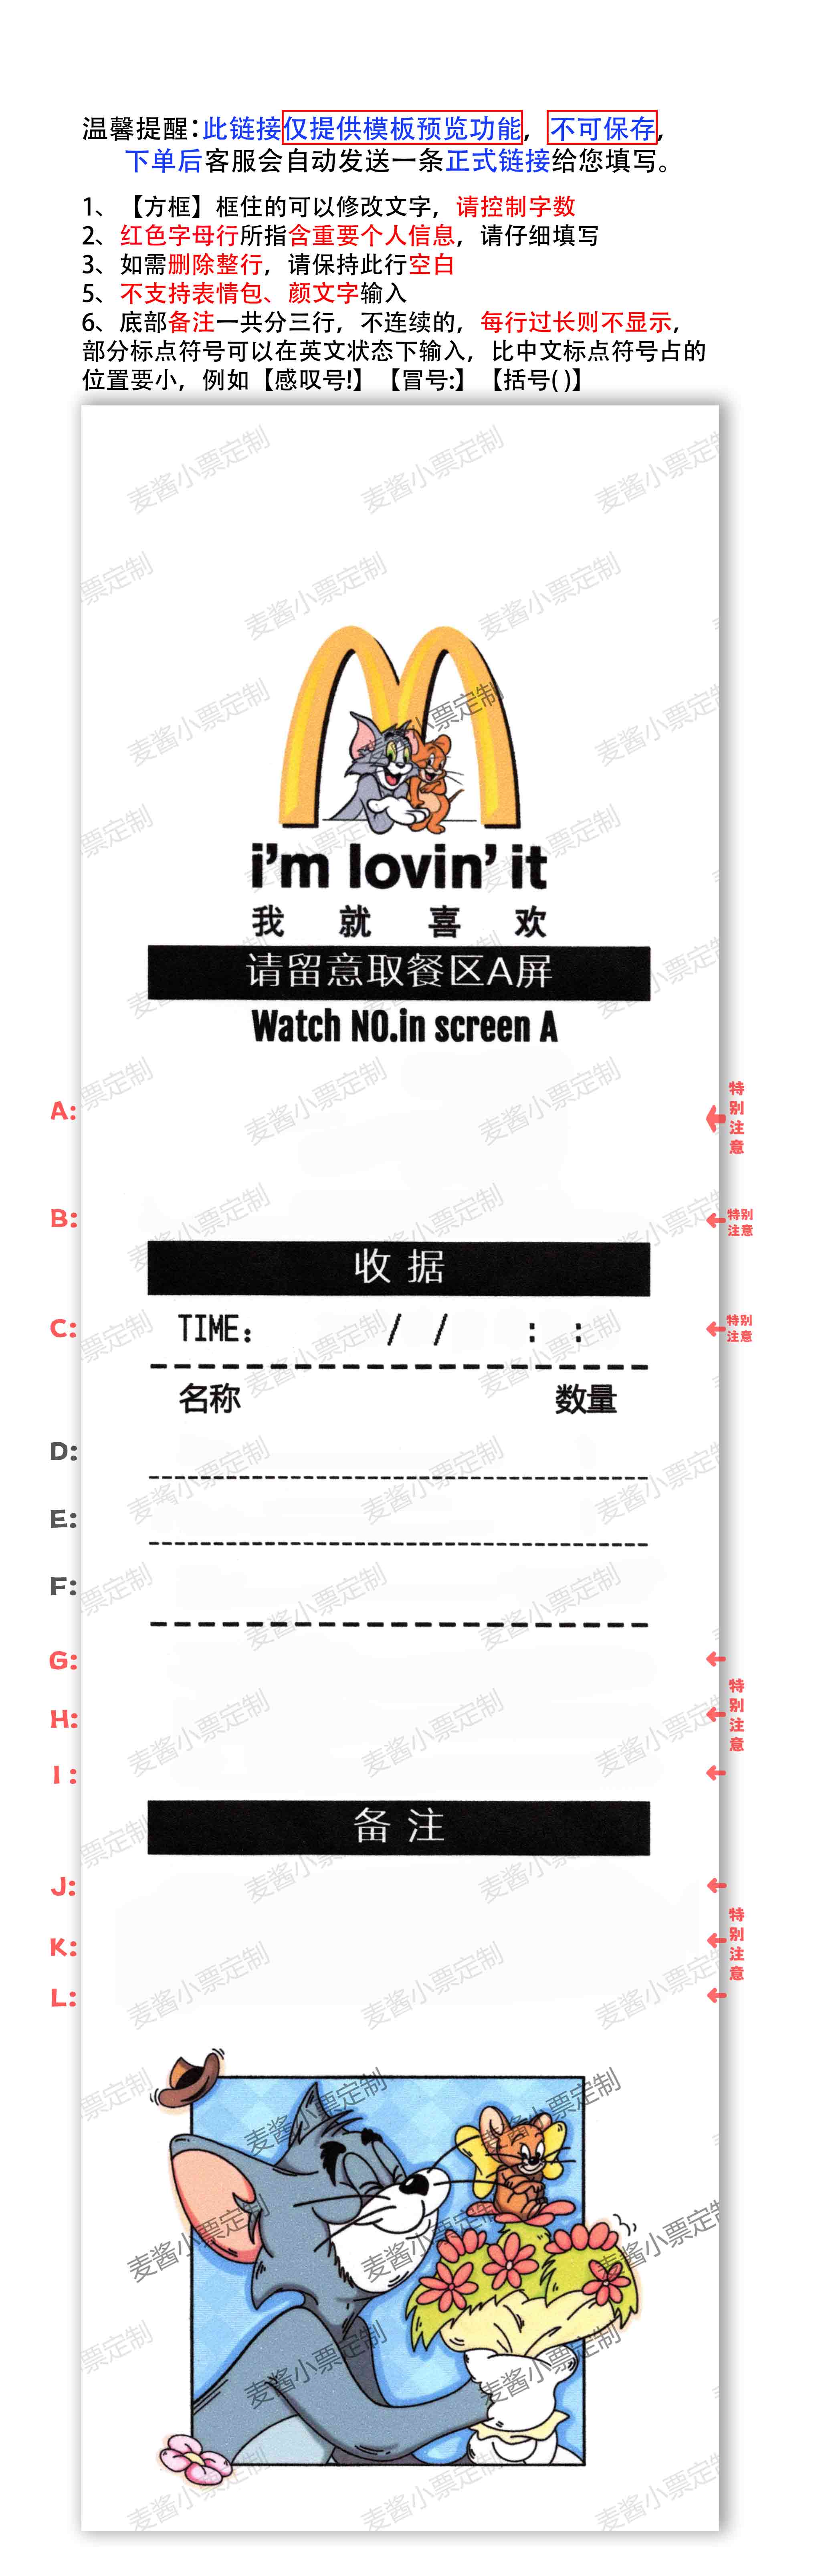 温馨提醒:此链接仅提供模板预览功能，不可保存，
下单后客服会自动发送一条正式链接给您填写。
1、【方框】框住的可以修改文字，请控制字数
2、红色字母行所指含重要个人信息，请仔细填写
3、如需删除整行，请保持此行空白
5、不支持表情包、颜文字输入
6、底部备注一共分三行，不连续的，每行过长则不显示，
部分标点符号可以在英文状态下输入，比中文标点符号占的
位置要小，例如【感叹号!】【冒号:】【括号( )】
麦酱小票定制
i'm lovin' it
我就喜欢
请留意取餐区A屏
Watch NO.in screen A
A:
特别注意
B:
特别注意
收据
C: TIME: / / : :
特别注意
名称 数量
D:
E:
F:
G:
H:
特别注意
I:
备注
J:
K:
特别注意
L: